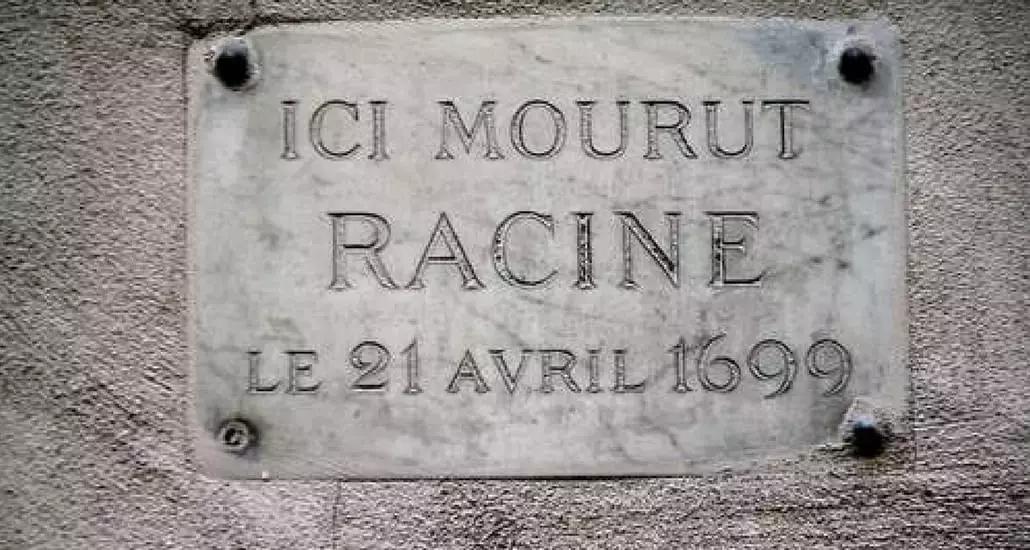 ICI MOURUT
RACINE
LE 21 AVRIL 1699